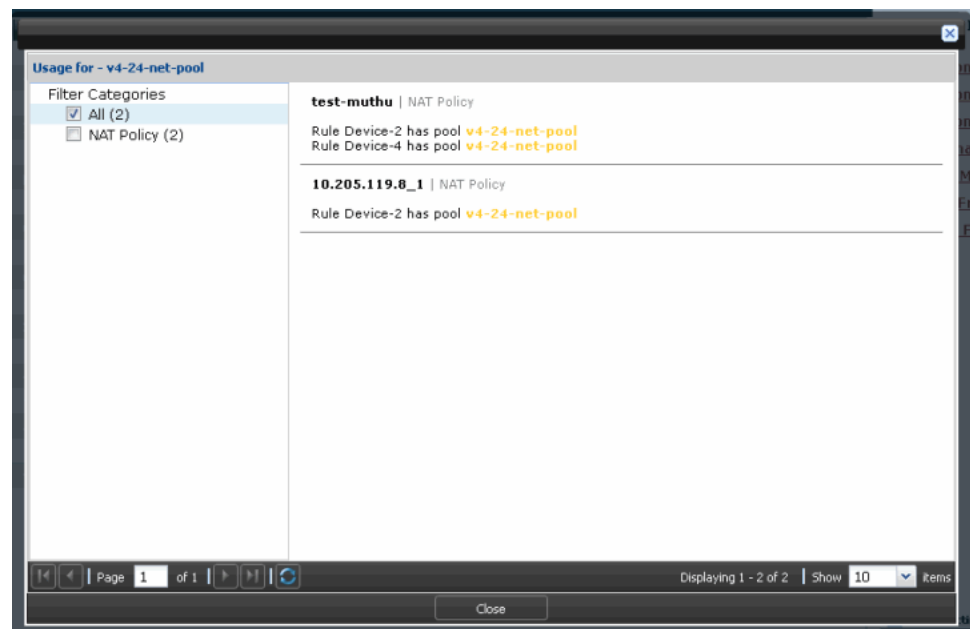 Usage for - v4-24-net-pool
Filter Categories
All (2)
NAT Policy (2)
test-muthu | NAT Policy
Rule Device-2 has pool v4-24-net-pool
Rule Device-4 has pool v4-24-net-pool
10.205.119.8_1 | NAT Policy
Rule Device-2 has pool v4-24-net-pool
Page 1 of 1
Displaying 1 - 2 of 2 | Show 10 items
Close